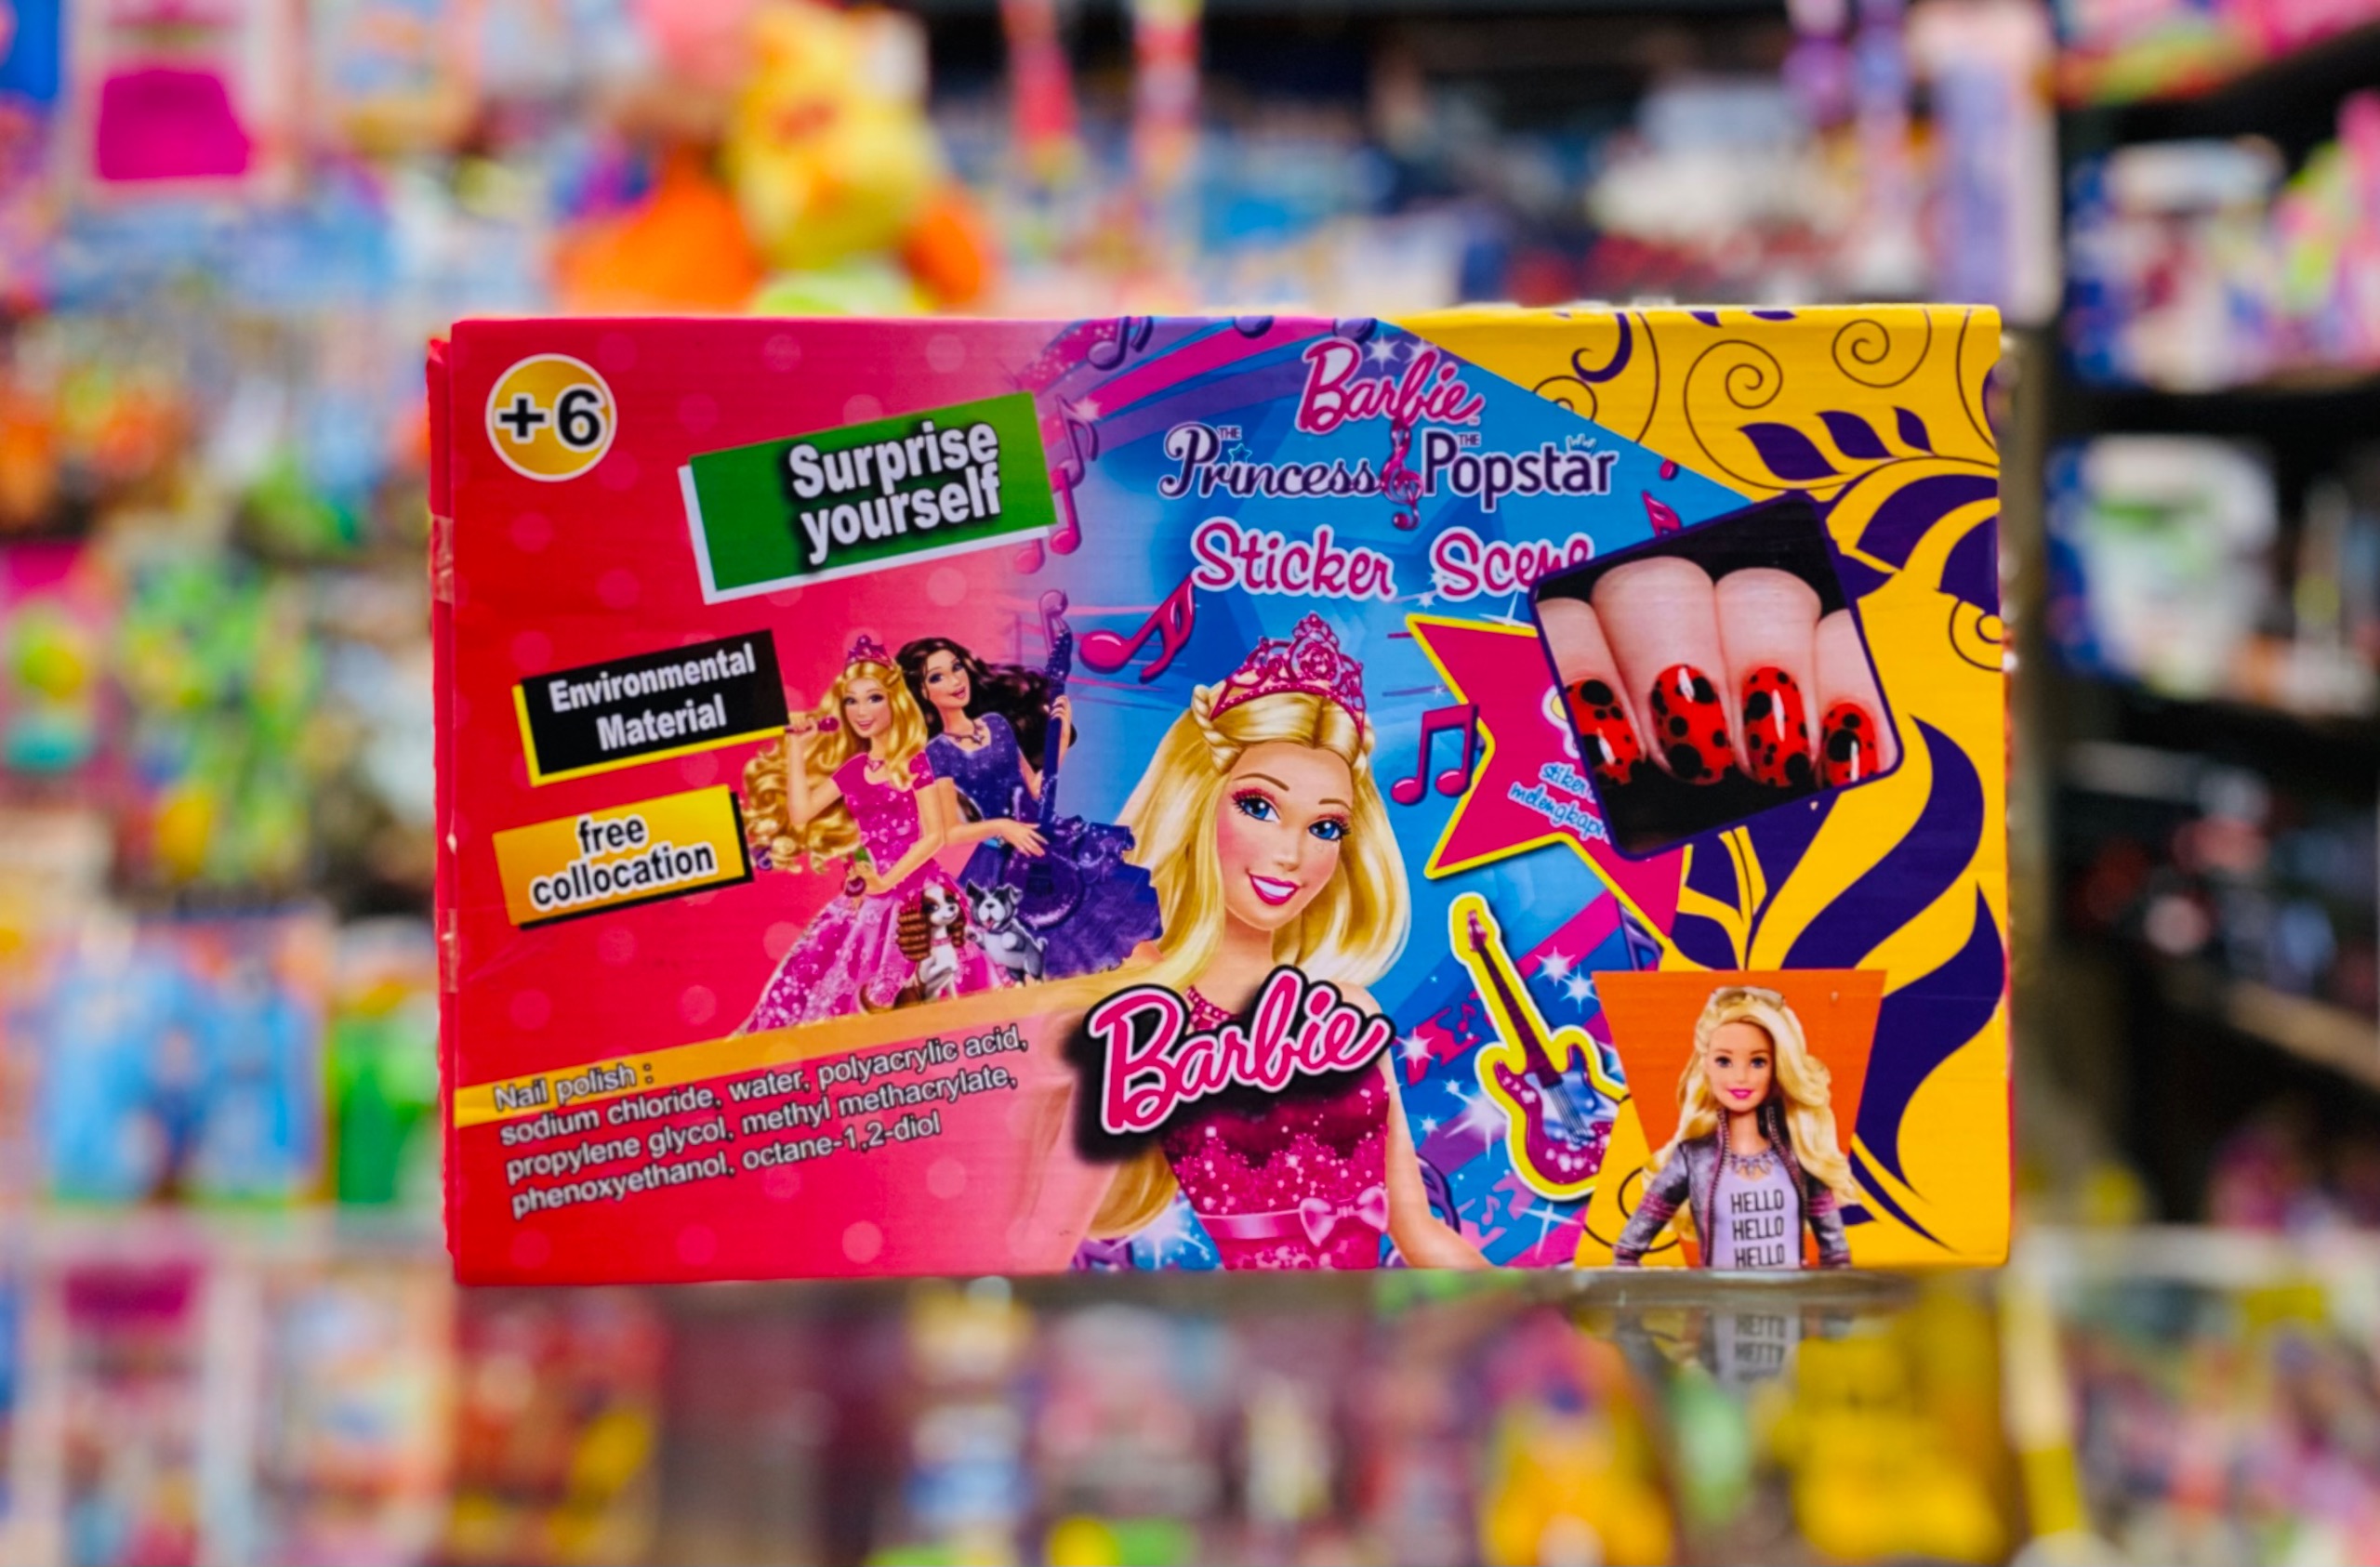 +6
Surprise
yourself
Environmental
Material
free
collocation
Barbie
THE Princess & THE Popstar
Sticker Scene
stiker
Barbie
Nail polish :
sodium chloride, water, polyacrylic acid,
propylene glycol, methyl methacrylate,
phenoxyethanol, octane-1,2-diol
HELLO
HELLO
HELLO